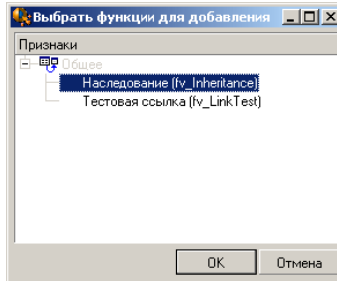 Выбрать функции для добавления
Признаки
Общее
Наследование (fv_Inheritance)
Тестовая ссылка (fv_LinkTest)
OK
Отмена